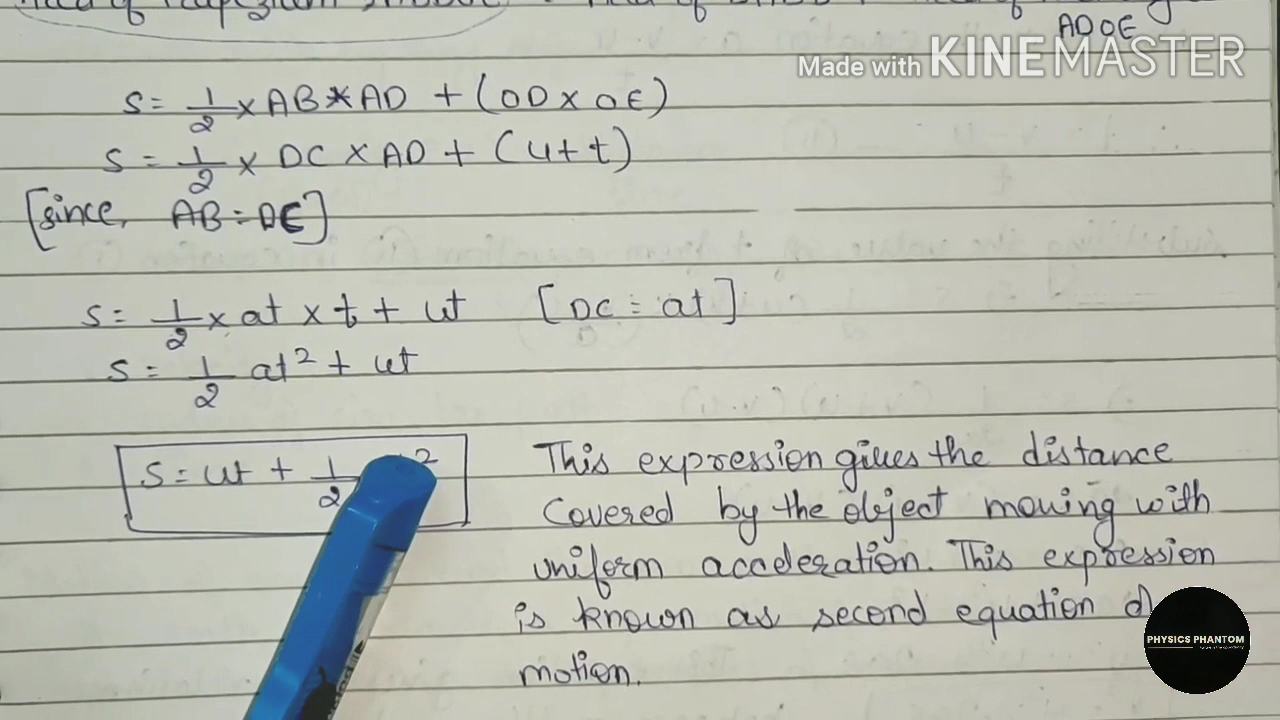 ADOE
Made with KINEMASTER
S = 1/2 × AB × AD + (OD × OE)
S = 1/2 × DC × AD + (u + t)
[since, AB = DE]
S = 1/2 × at × t + ut [DC = at]
S = 1/2 at² + ut
S = ut + 1/2 ²
This expression gives the distance
covered by the object moving with
uniform acceleration. This expression
is known as second equation
motion.
PHYSICS PHANTOM